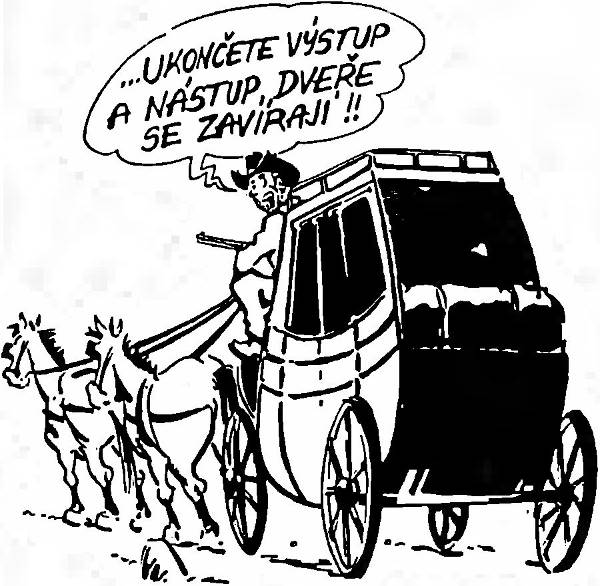 ...UKONČETE VÝSTUP
A NÁSTUP, DVEŘE
SE ZAVÍRAJÍ!!